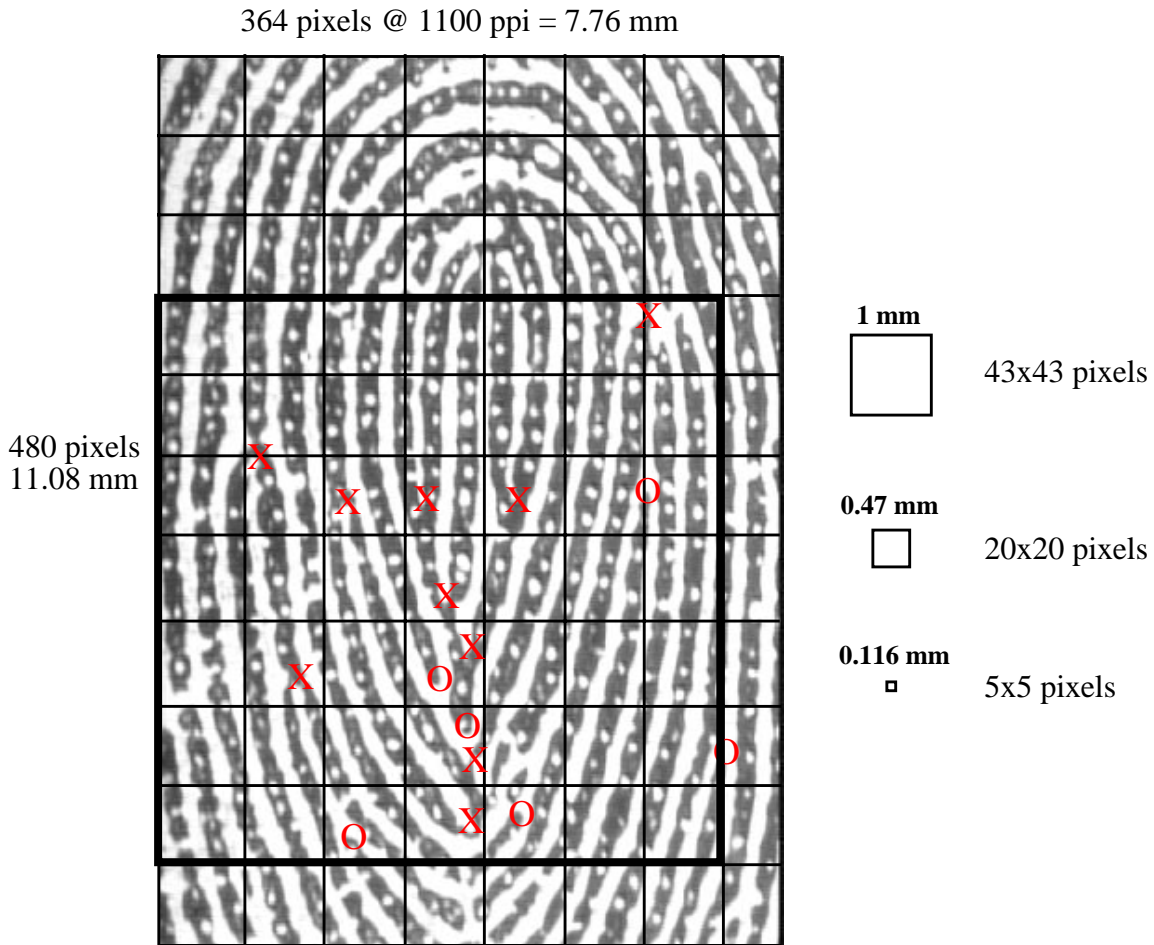 364 pixels @ 1100 ppi = 7.76 mm
X
1 mm
43x43 pixels
480 pixels
11.08 mm
X
X
X
X
O
0.47 mm
20x20 pixels
X
X
X
O
0.116 mm
5x5 pixels
O
X
O
X
O
O